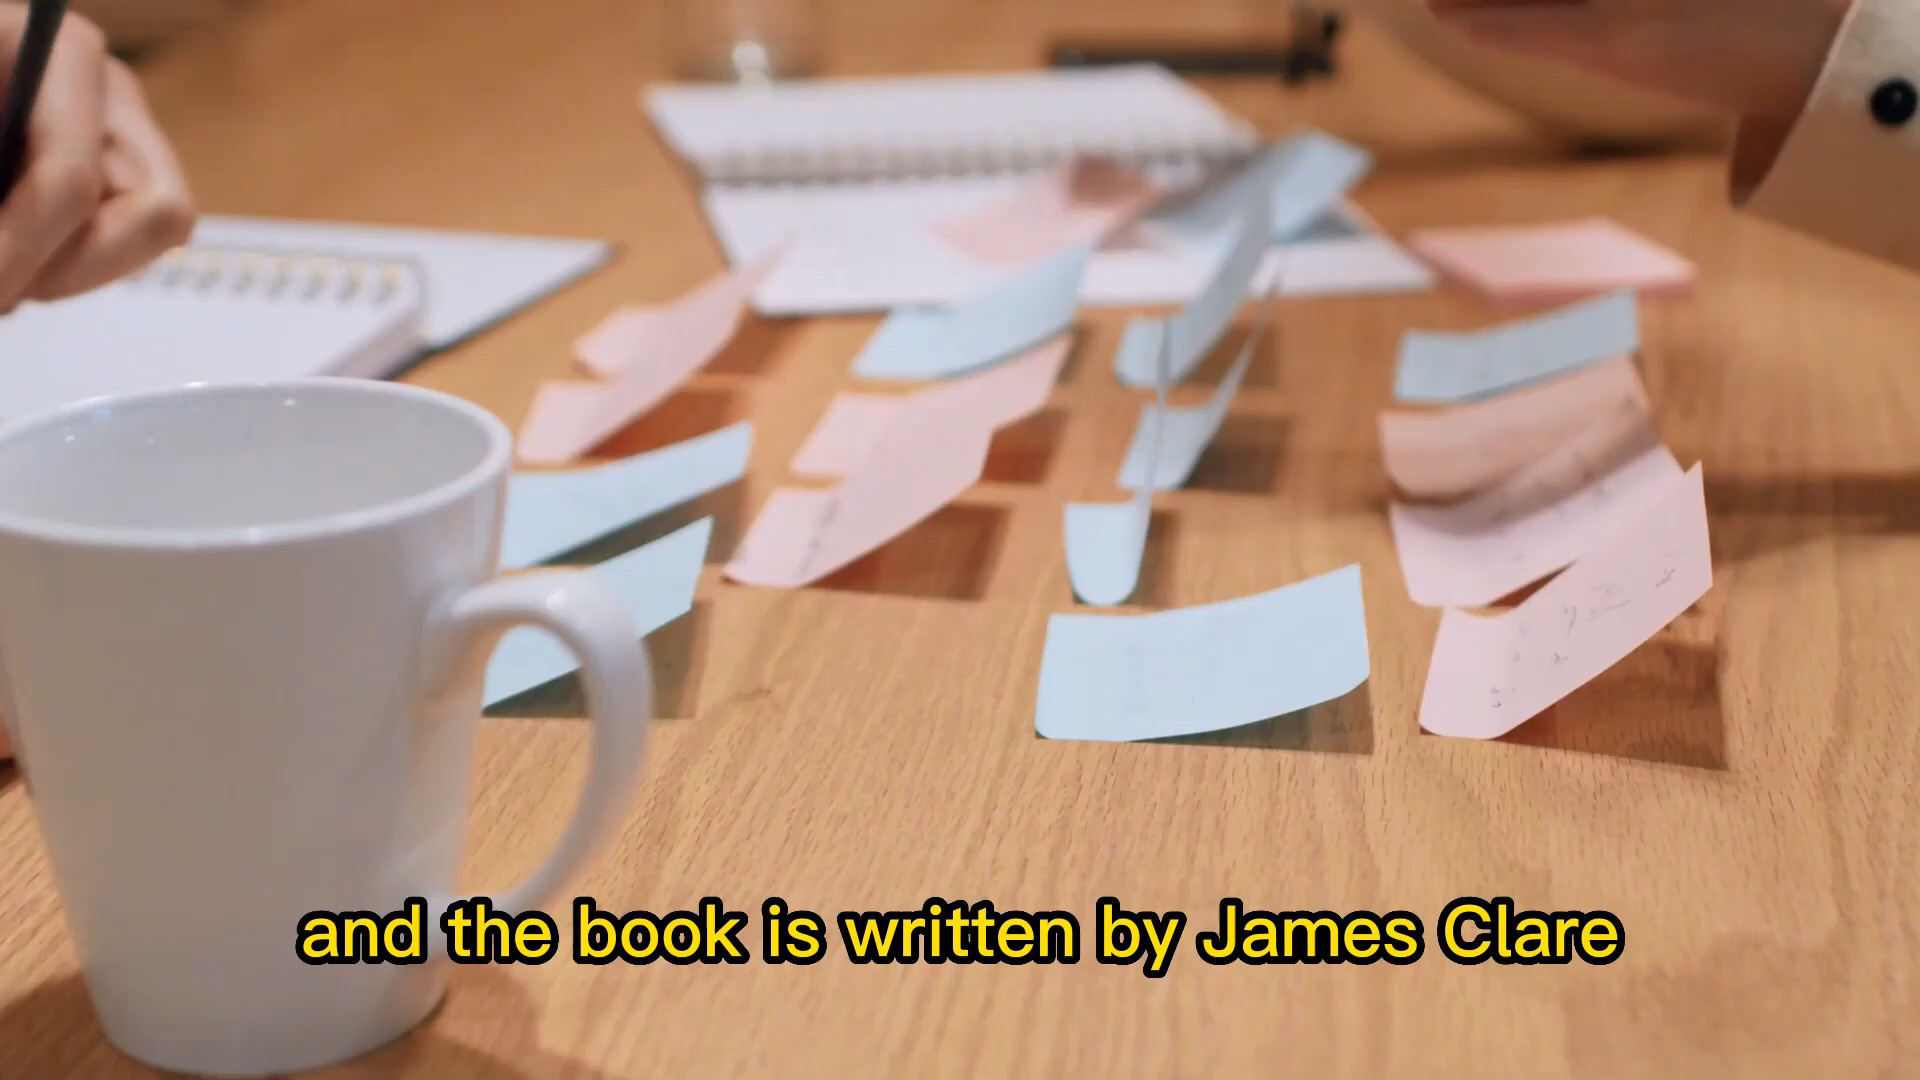 and the book is written by James Clare